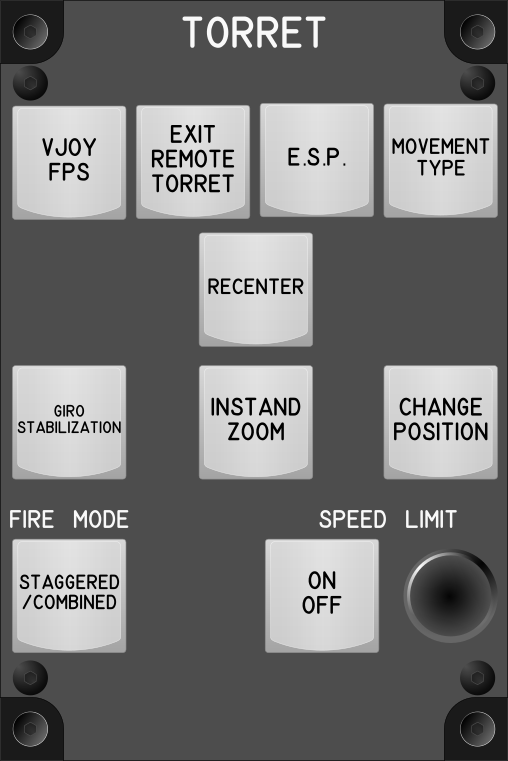 TORRET
VJOY
FPS
EXIT
REMOTE
TORRET
E.S.P.
MOVEMENT
TYPE
RECENTER
GIRO
STABILIZATION
INSTAND
ZOOM
CHANGE
POSITION
FIRE MODE
SPEED LIMIT
STAGGERED
/COMBINED
ON
OFF